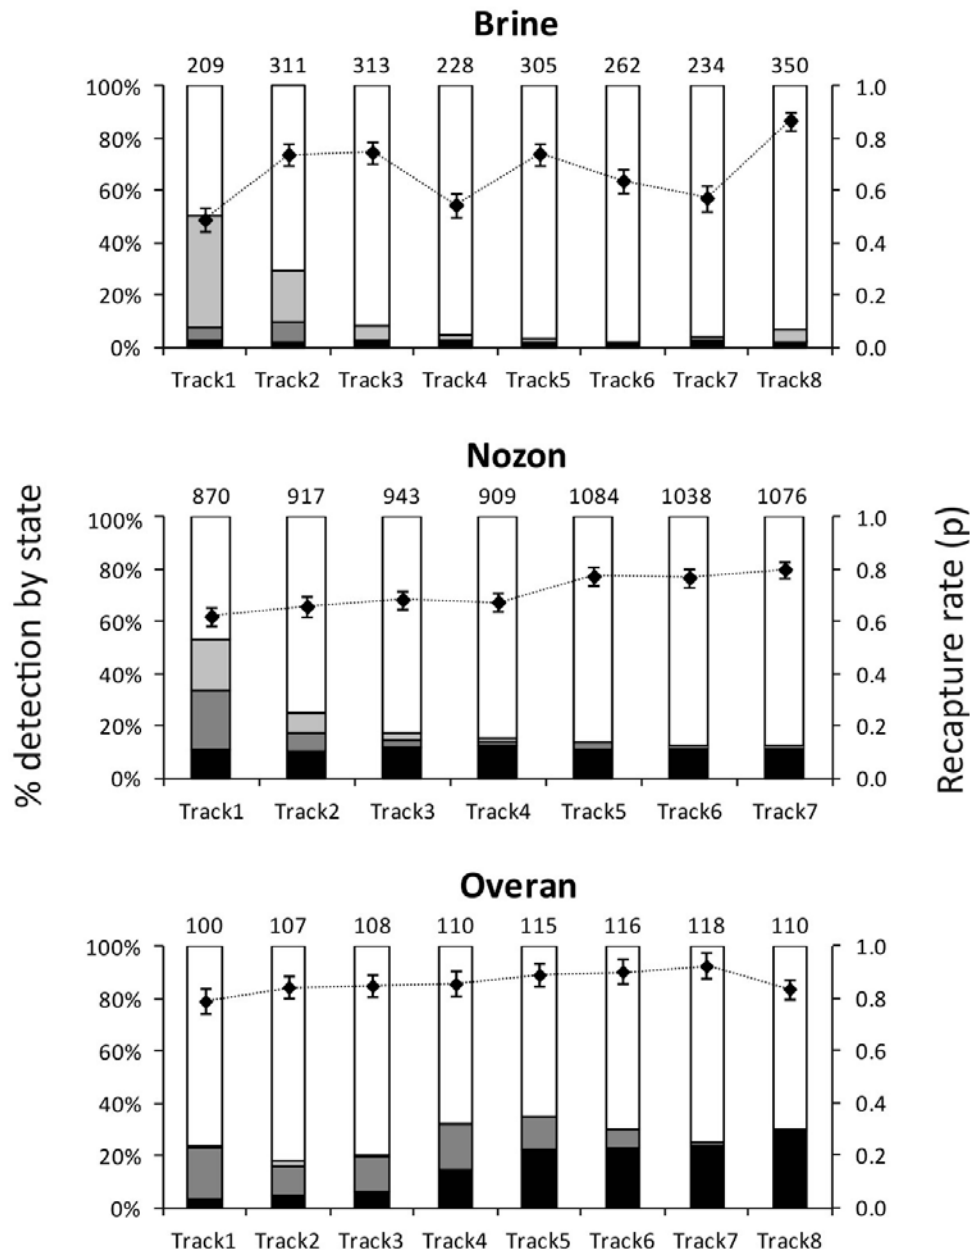 Brine
209 311 313 228 305 262 234 350
100% 1.0
80% 0.8
60% 0.6
40% 0.4
20% 0.2
0% 0.0
Track1 Track2 Track3 Track4 Track5 Track6 Track7 Track8
% detection by state
Recapture rate (p)
Nozon
870 917 943 909 1084 1038 1076
100% 1.0
80% 0.8
60% 0.6
40% 0.4
20% 0.2
0% 0.0
Track1 Track2 Track3 Track4 Track5 Track6 Track7
Overan
100 107 108 110 115 116 118 110
100% 1.0
80% 0.8
60% 0.6
40% 0.4
20% 0.2
0% 0.0
Track1 Track2 Track3 Track4 Track5 Track6 Track7 Track8